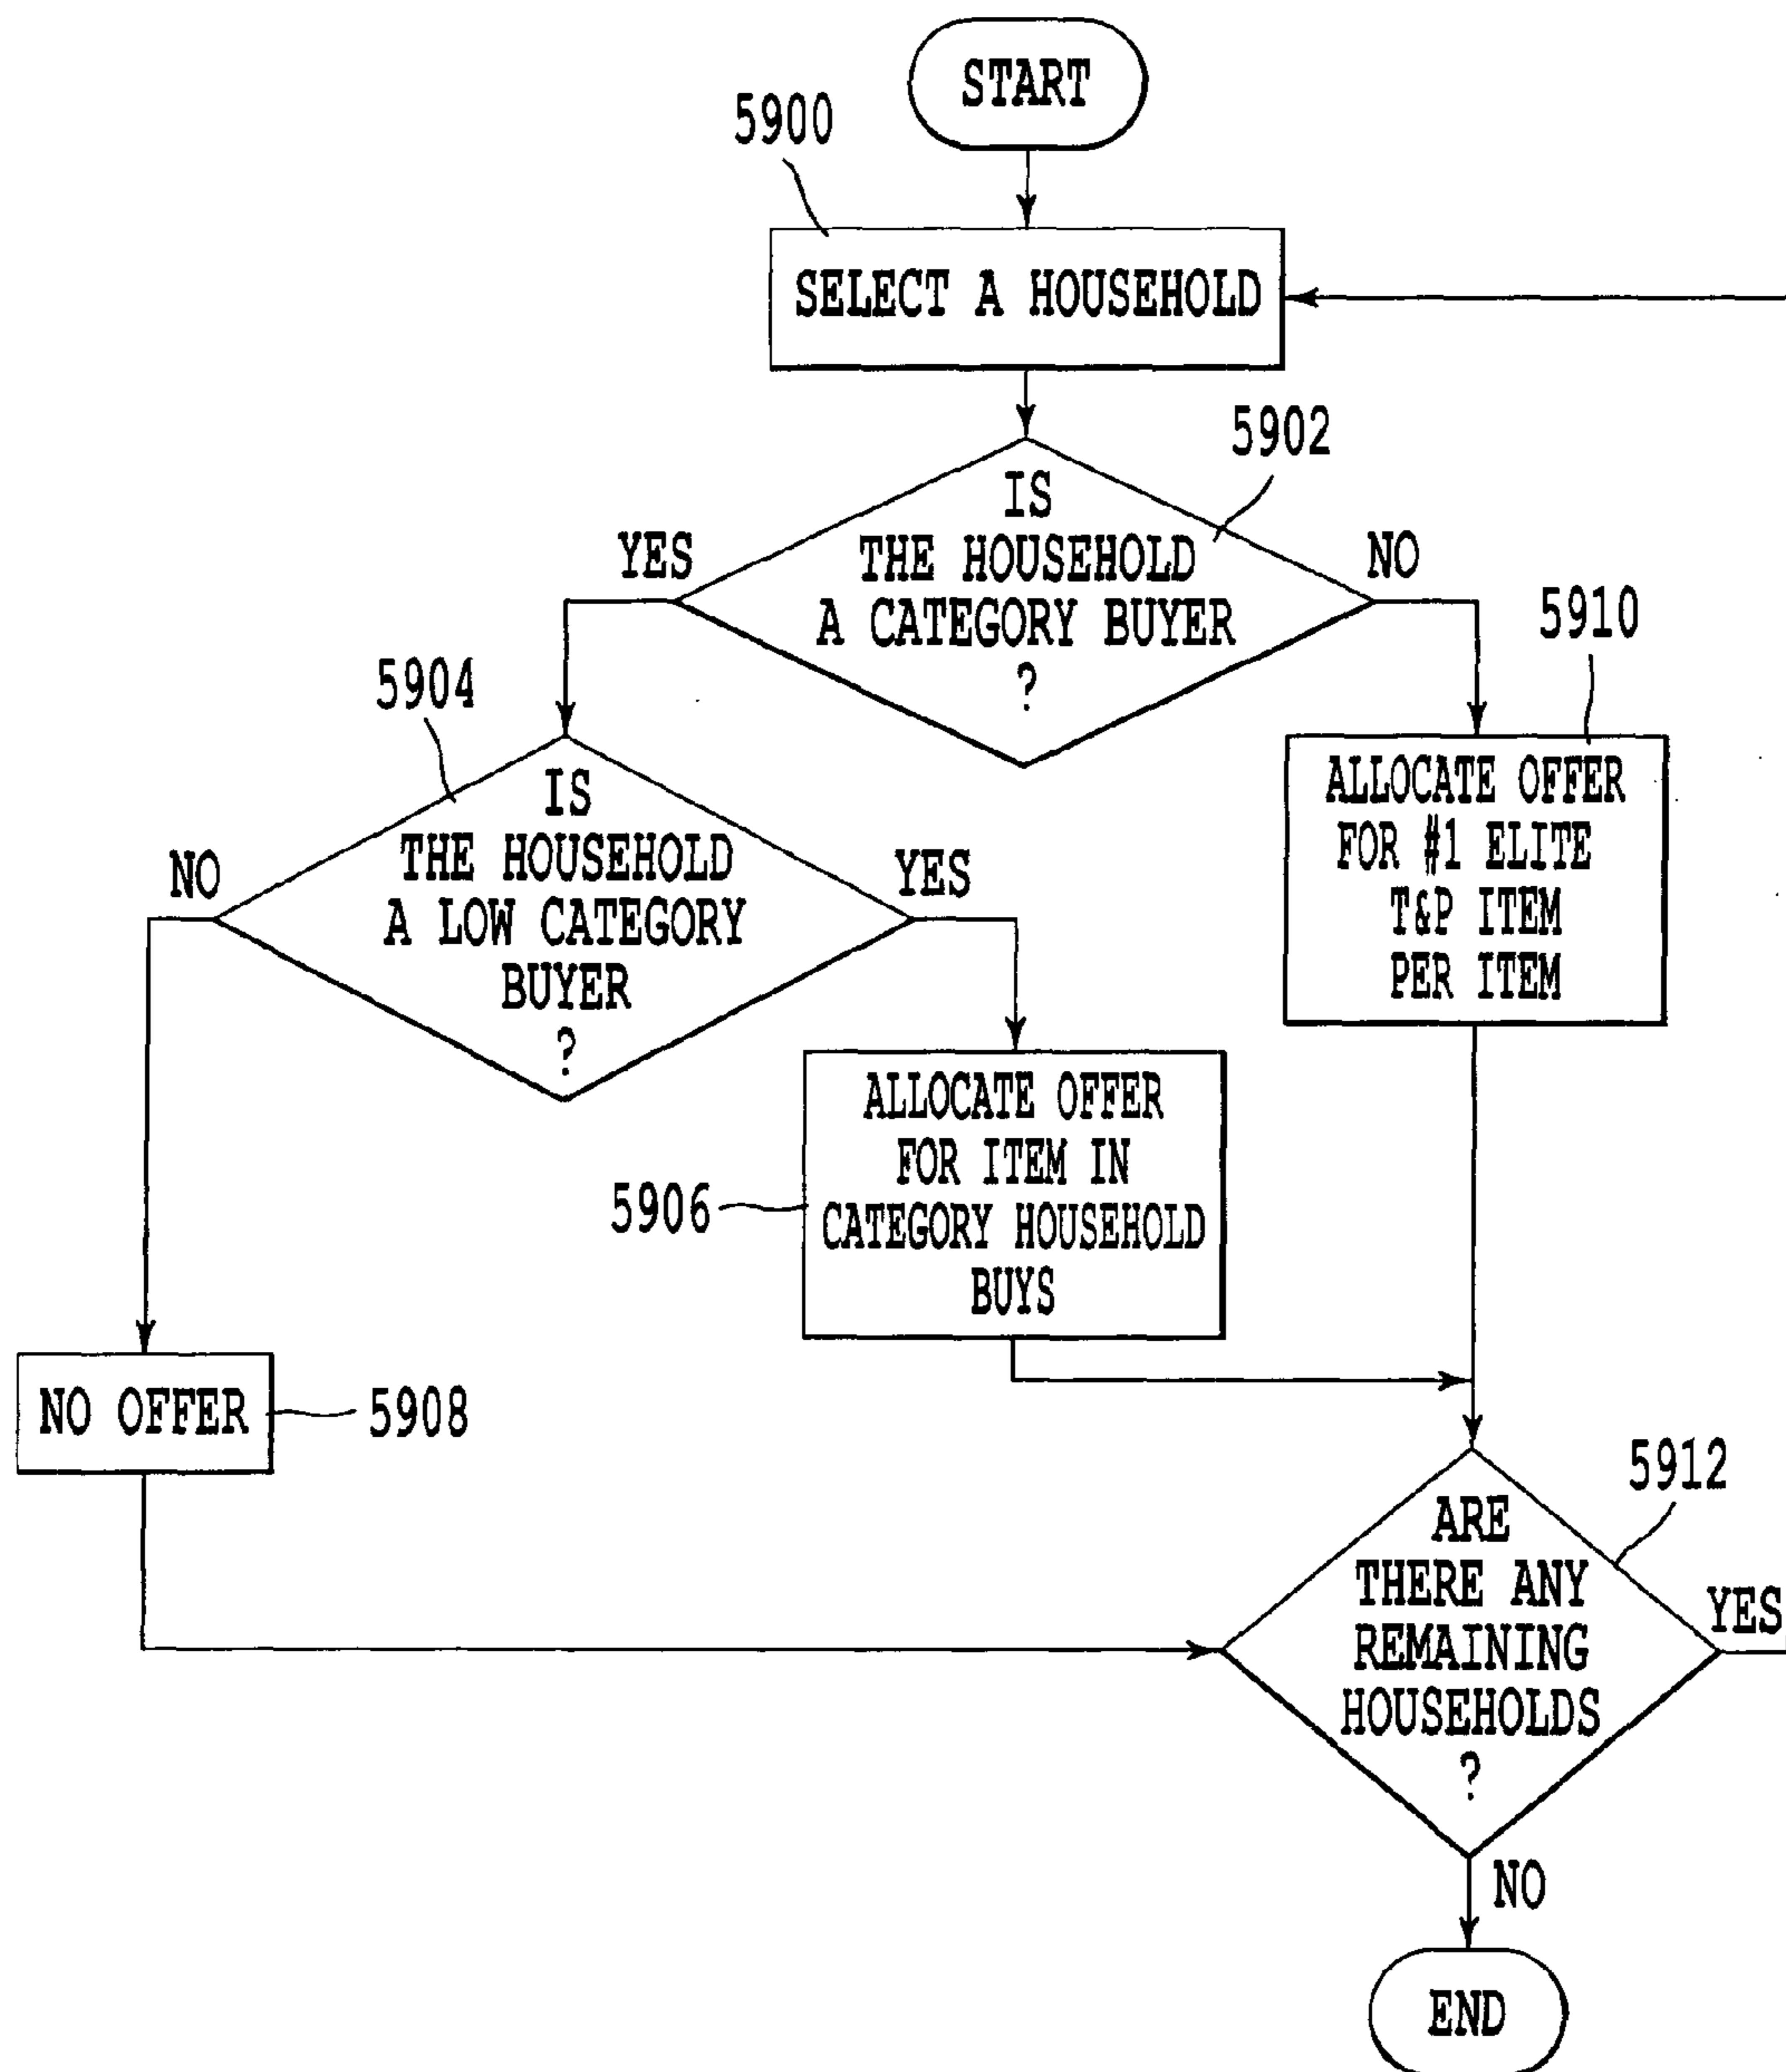 START
5900
SELECT A HOUSEHOLD
5902
IS
THE HOUSEHOLD
A CATEGORY BUYER
?
YES
NO
5904
IS
THE HOUSEHOLD
A LOW CATEGORY
BUYER
?
NO
YES
5910
ALLOCATE OFFER
FOR #1 ELITE
T&P ITEM
PER ITEM
5906
ALLOCATE OFFER
FOR ITEM IN
CATEGORY HOUSEHOLD
BUYS
NO OFFER
5908
5912
ARE
THERE ANY
REMAINING
HOUSEHOLDS
?
YES
NO
END